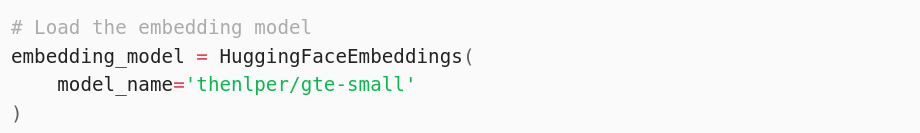 # Load the embedding model
embedding_model = HuggingFaceEmbeddings(
    model_name='thenlper/gte-small'
)